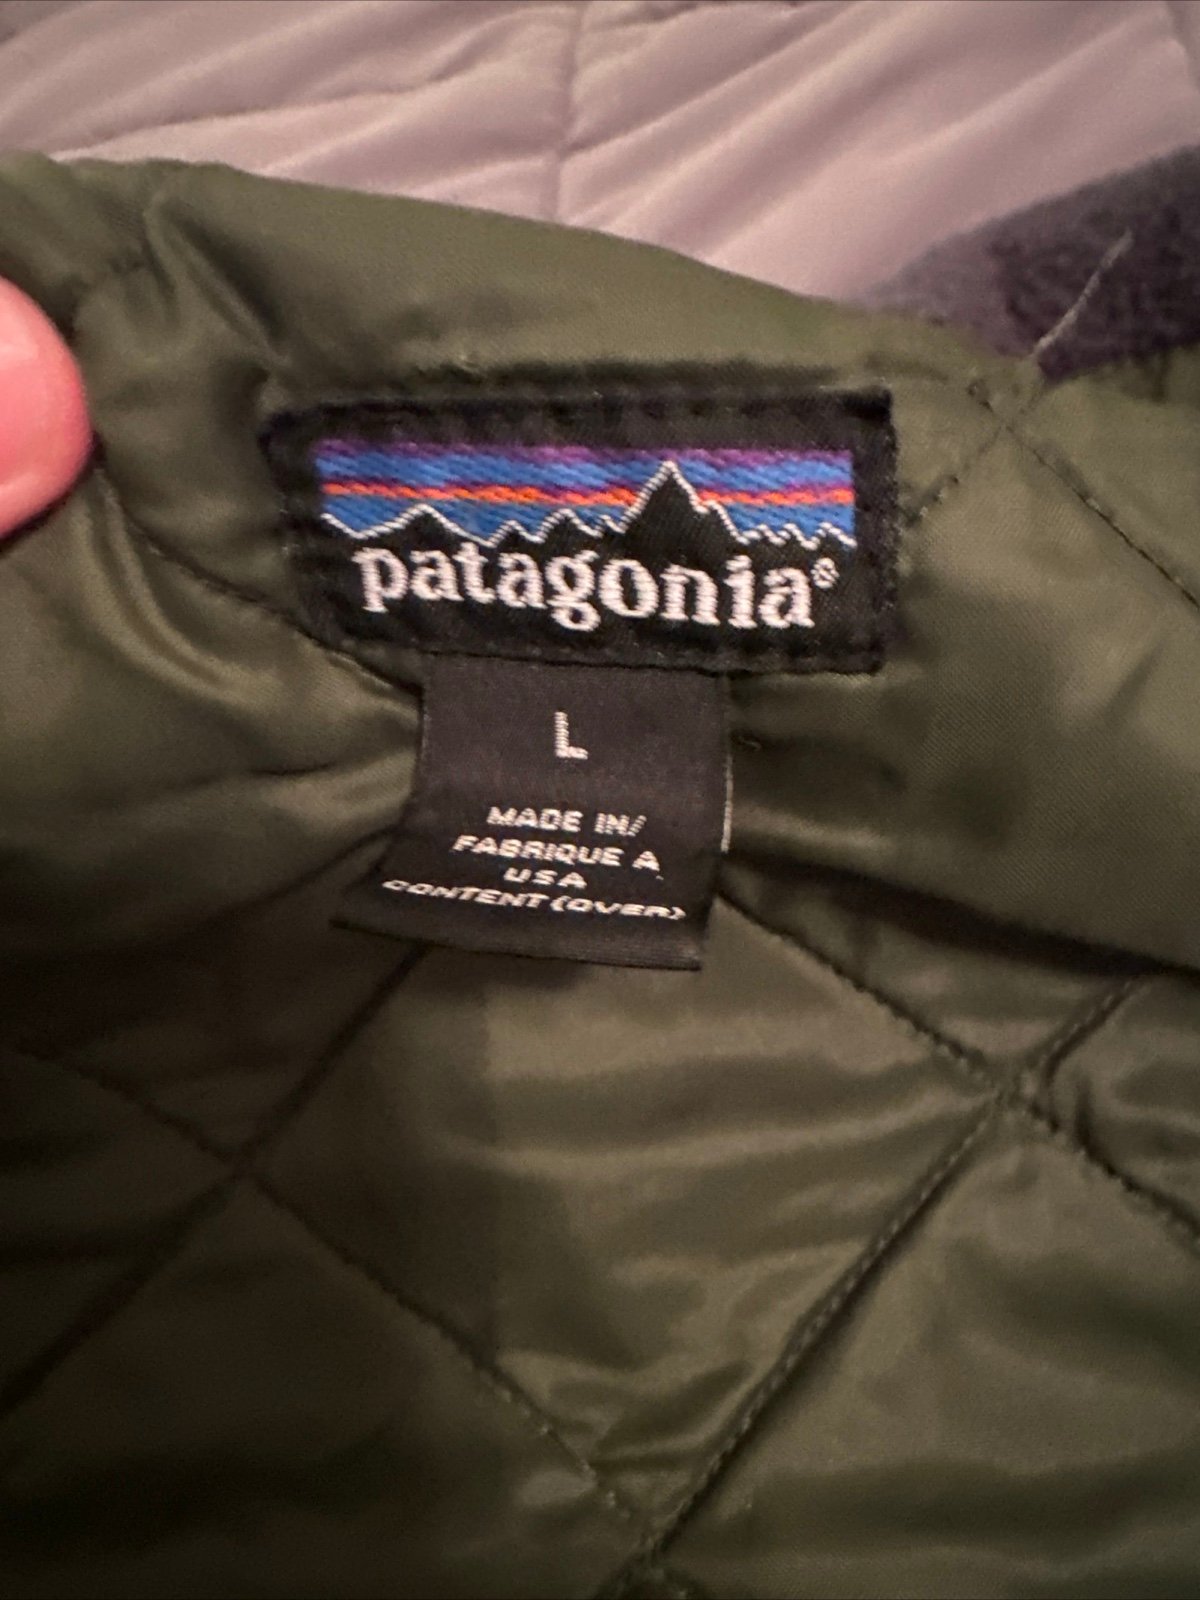 patagonia®
L
MADE IN/
FABRIQUE A
USA
CONTENT (OVER)